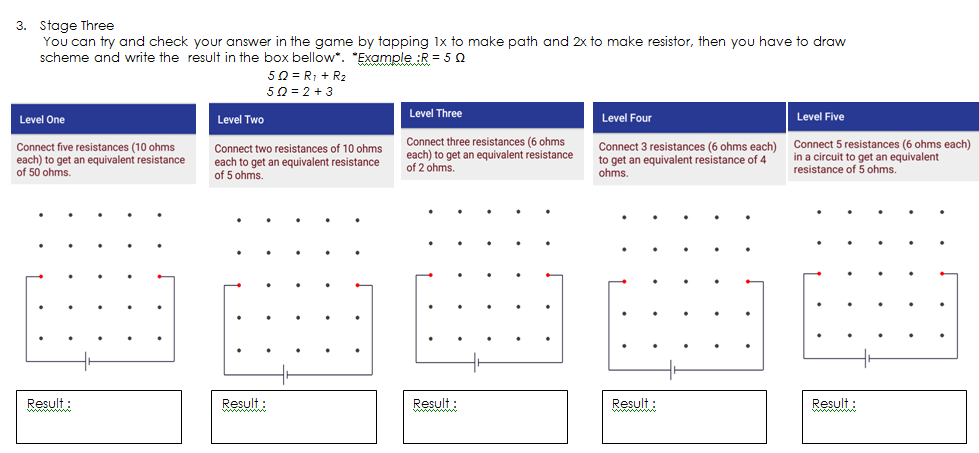 3. Stage Three
You can try and check your answer in the game by tapping 1x to make path and 2x to make resistor, then you have to draw
scheme and write the result in the box bellow*. *Example :R = 5 Ω
5 Ω = R₁ + R₂
5 Ω = 2 + 3
Level One
Connect five resistances (10 ohms
each) to get an equivalent resistance
of 50 ohms.
Level Two
Connect two resistances of 10 ohms
each to get an equivalent resistance
of 5 ohms.
Level Three
Connect three resistances (6 ohms
each) to get an equivalent resistance
of 2 ohms.
Level Four
Connect 3 resistances (6 ohms each)
to get an equivalent resistance of 4
ohms.
Level Five
Connect 5 resistances (6 ohms each)
in a circuit to get an equivalent
resistance of 5 ohms.
Result :
Result :
Result :
Result :
Result :